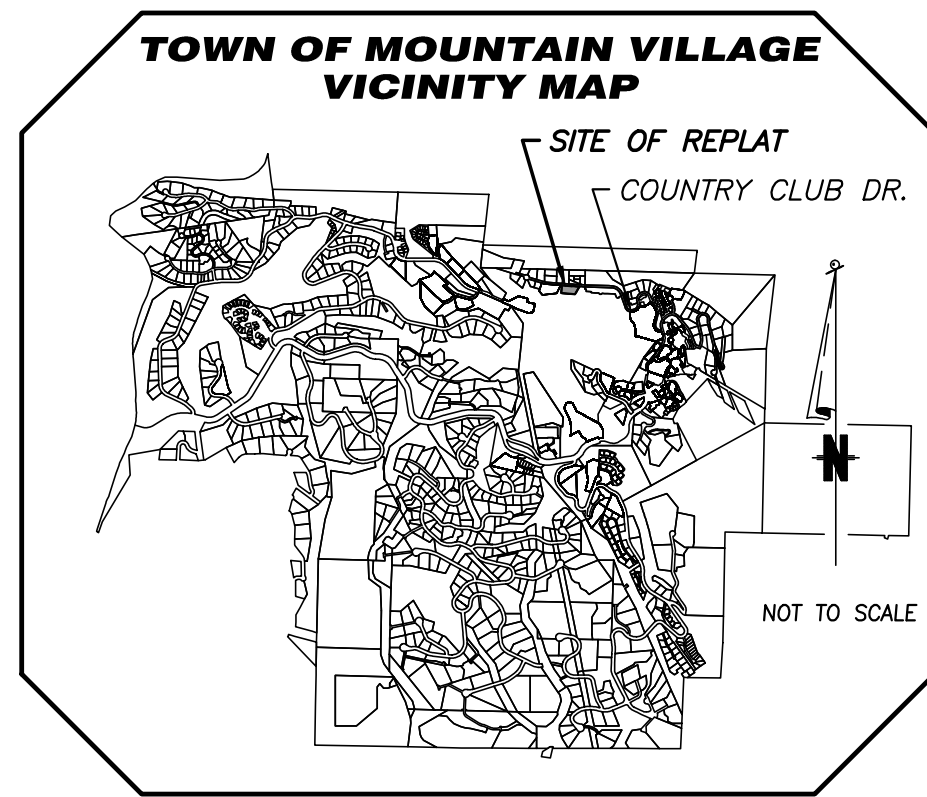 TOWN OF MOUNTAIN VILLAGE
VICINITY MAP
SITE OF REPLAT
COUNTRY CLUB DR.
N
NOT TO SCALE